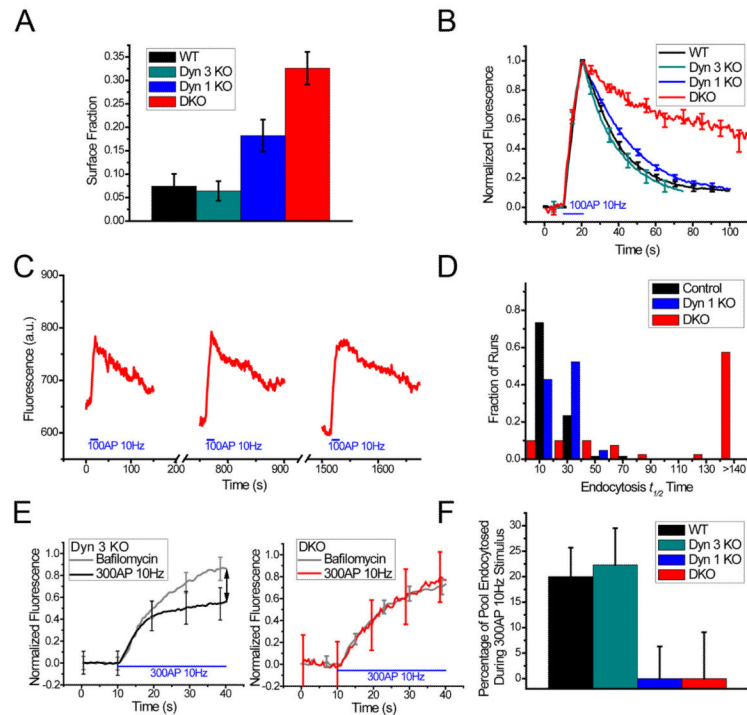 A
WT
Dyn 3 KO
Dyn 1 KO
DKO
Surface Fraction
0.35
0.30
0.25
0.20
0.15
0.10
0.05
0.00
B
WT
Dyn 3 KO
Dyn 1 KO
DKO
Normalized Fluorescence
1.0
0.8
0.6
0.4
0.2
0.0
100AP 10Hz
0 20 40 60 80 100
Time (s)
C
Fluorescence (a.u.)
900
800
700
600
100AP 10Hz
100AP 10Hz
100AP 10Hz
0 100 200 800 900 1500 1600
Time (s)
D
Control
Dyn 1 KO
DKO
Fraction of Runs
0.8
0.6
0.4
0.2
0.0
10 30 50 70 90 110 130 >140
Endocytosis t1/2 Time
E
Dyn 3 KO
Bafilomycin
300AP 10Hz
Normalized Fluorescence
1.0
0.8
0.6
0.4
0.2
0.0
-0.2
300AP 10Hz
0 10 20 30 40
Time (s)
DKO
Bafilomycin
300AP 10Hz
Normalized Fluorescence
1.0
0.8
0.6
0.4
0.2
0.0
-0.2
300AP 10Hz
0 10 20 30 40
Time (s)
F
WT
Dyn 3 KO
Dyn 1 KO
DKO
Percentage of Pool Endocytosed
During 300AP 10Hz Stimulus
30
25
20
15
10
5
0